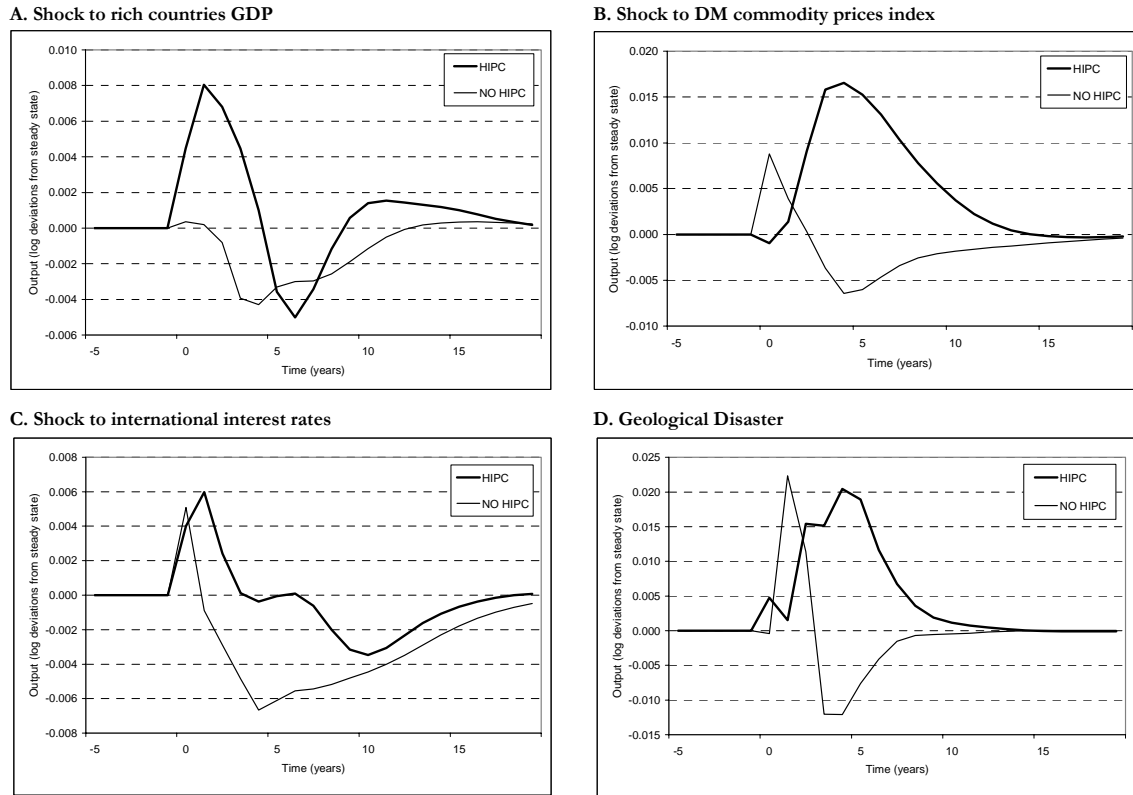 A. Shock to rich countries GDP
0.010
0.008
0.006
0.004
0.002
0.000
-0.002
-0.004
-0.006
-5
0
5
10
15
Time (years)
Output (log deviations from steady state)
HIPC
NO HIPC
B. Shock to DM commodity prices index
0.020
0.015
0.010
0.005
0.000
-0.005
-0.010
-5
0
5
10
15
Time (years)
Output (log deviations from steady state)
HIPC
NO HIPC
C. Shock to international interest rates
0.008
0.006
0.004
0.002
0.000
-0.002
-0.004
-0.006
-0.008
-5
0
5
10
15
Time (years)
Output (log deviations from steady state)
HIPC
NO HIPC
D. Geological Disaster
0.025
0.020
0.015
0.010
0.005
0.000
-0.005
-0.010
-0.015
-5
0
5
10
15
Time (years)
Output (log deviations from steady state)
HIPC
NO HIPC